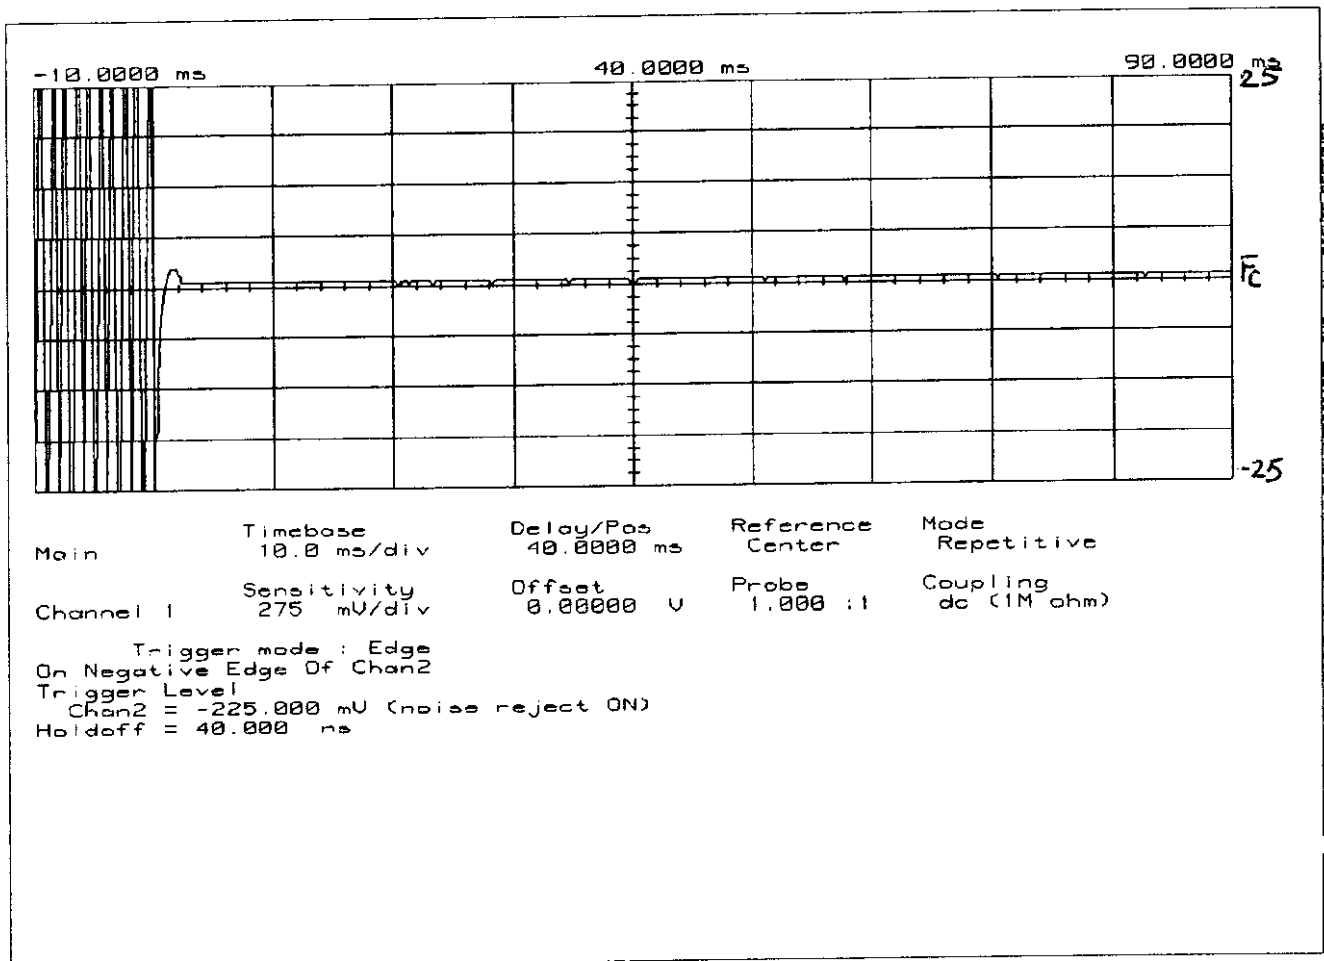 -10.0000 ms 40.0000 ms 90.0000 ms
25
Fc
-25
Timebase Delay/Pos Reference Mode
Main 10.0 ms/div 40.0000 ms Center Repetitive
Sensitivity Offset Probe Coupling
Channel 1 275 mV/div 0.00000 V 1.000 :1 dc (1M ohm)
Trigger mode : Edge
On Negative Edge Of Chan2
Trigger Level
Chan2 = -225.000 mV (noise reject ON)
Holdoff = 40.000 ns